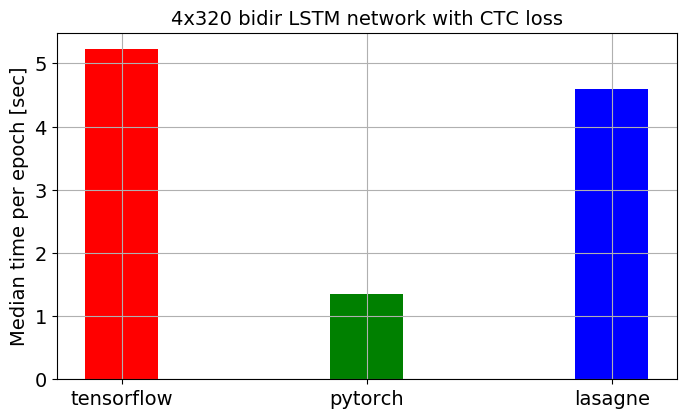 4x320 bidir LSTM network with CTC loss
Median time per epoch [sec]
5
4
3
2
1
0
tensorflow pytorch lasagne